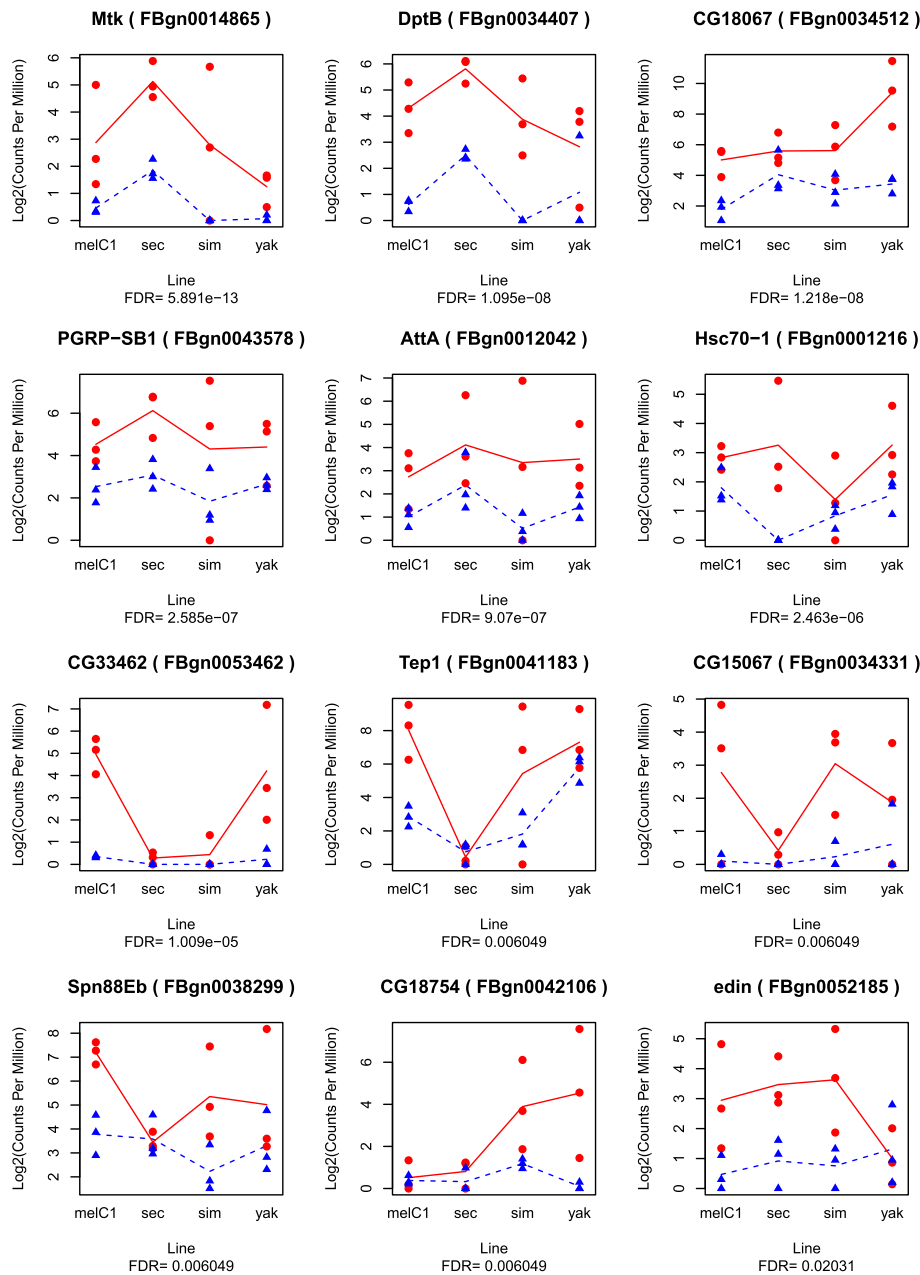 Mtk ( FBgn0014865 )
Log2(Counts Per Million)
0 1 2 3 4 5 6
melC1 sec sim yak
Line
FDR= 5.891e−13
DptB ( FBgn0034407 )
Log2(Counts Per Million)
0 1 2 3 4 5 6
melC1 sec sim yak
Line
FDR= 1.095e−08
CG18067 ( FBgn0034512 )
Log2(Counts Per Million)
2 4 6 8 10
melC1 sec sim yak
Line
FDR= 1.218e−08
PGRP−SB1 ( FBgn0043578 )
Log2(Counts Per Million)
0 2 4 6
melC1 sec sim yak
Line
FDR= 2.585e−07
AttA ( FBgn0012042 )
Log2(Counts Per Million)
0 1 2 3 4 5 6 7
melC1 sec sim yak
Line
FDR= 9.07e−07
Hsc70−1 ( FBgn0001216 )
Log2(Counts Per Million)
0 1 2 3 4 5
melC1 sec sim yak
Line
FDR= 2.463e−06
CG33462 ( FBgn0053462 )
Log2(Counts Per Million)
0 1 2 3 4 5 6 7
melC1 sec sim yak
Line
FDR= 1.009e−05
Tep1 ( FBgn0041183 )
Log2(Counts Per Million)
0 2 4 6 8
melC1 sec sim yak
Line
FDR= 0.006049
CG15067 ( FBgn0034331 )
Log2(Counts Per Million)
0 1 2 3 4 5
melC1 sec sim yak
Line
FDR= 0.006049
Spn88Eb ( FBgn0038299 )
Log2(Counts Per Million)
2 3 4 5 6 7 8
melC1 sec sim yak
Line
FDR= 0.006049
CG18754 ( FBgn0042106 )
Log2(Counts Per Million)
0 2 4 6
melC1 sec sim yak
Line
FDR= 0.006049
edin ( FBgn0052185 )
Log2(Counts Per Million)
0 1 2 3 4 5
melC1 sec sim yak
Line
FDR= 0.02031